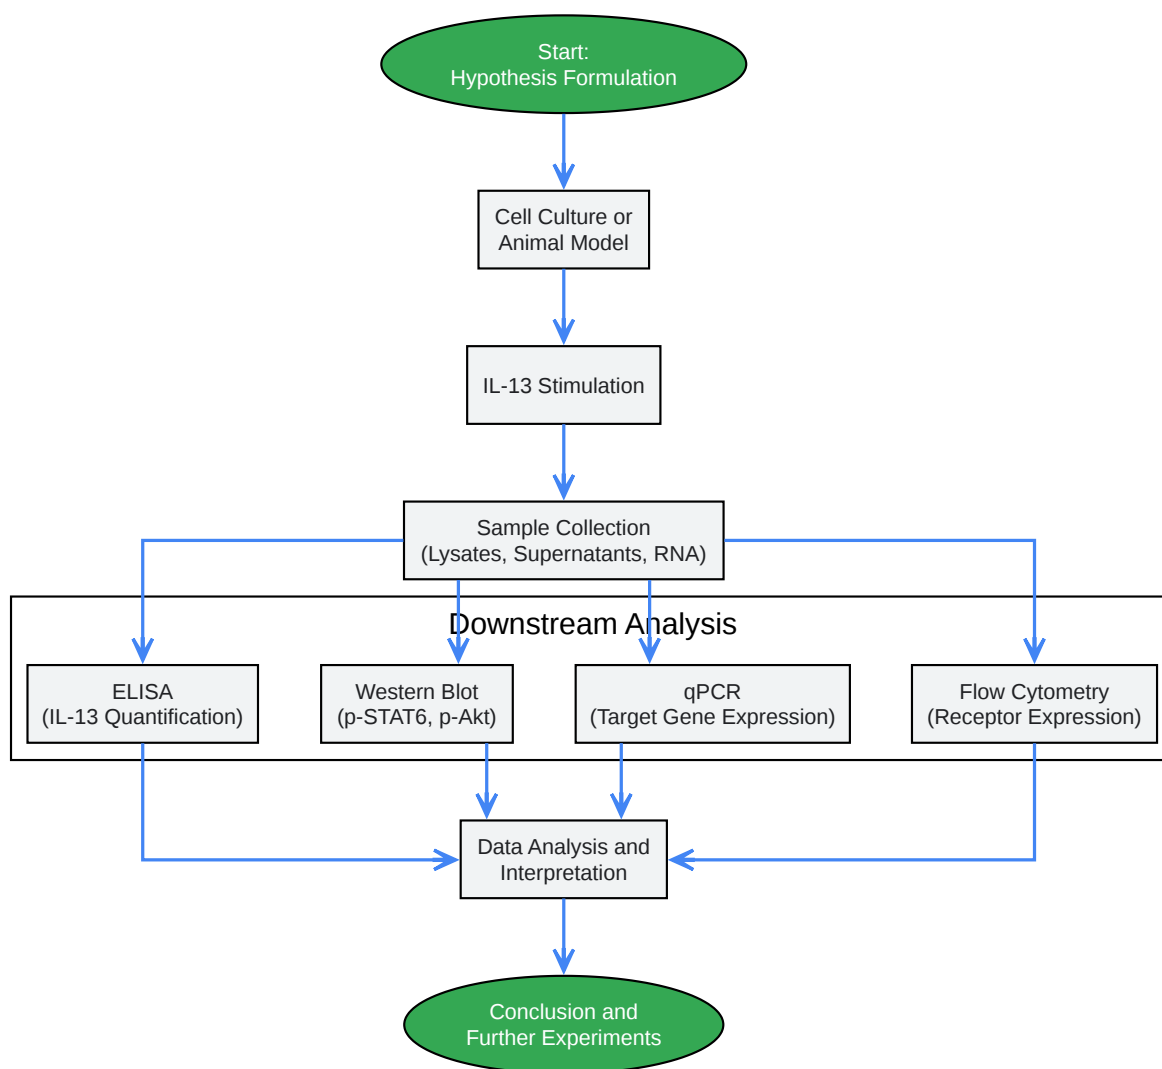 Start:
Hypothesis Formulation
Cell Culture or
Animal Model
IL-13 Stimulation
Sample Collection
(Lysates, Supernatants, RNA)
Downstream Analysis
ELISA
(IL-13 Quantification)
Western Blot
(p-STAT6, p-Akt)
qPCR
(Target Gene Expression)
Flow Cytometry
(Receptor Expression)
Data Analysis and
Interpretation
Conclusion and
Further Experiments